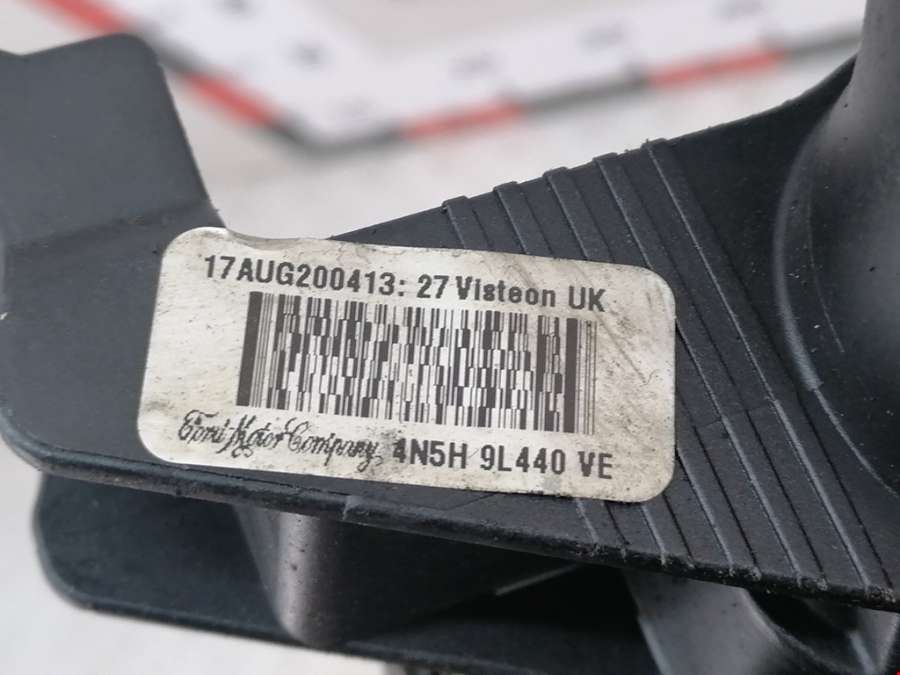 17AUG200413: 27 Visteon UK
Ford Motor Company 4N5H 9L440 VE